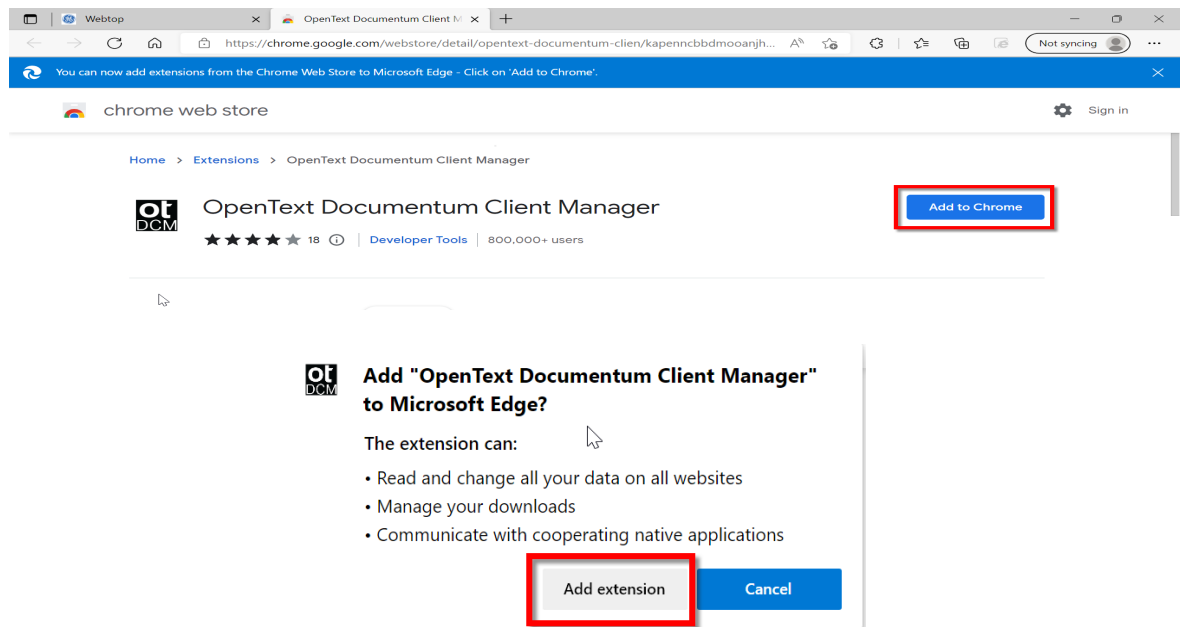 Webtop
OpenText Documentum Client M
https://chrome.google.com/webstore/detail/opentext-documentum-clien/kapenncbbdmooanjh...
Not syncing
You can now add extensions from the Chrome Web Store to Microsoft Edge - Click on 'Add to Chrome'.
chrome web store
Sign in
Home > Extensions > OpenText Documentum Client Manager
ot
DCM
OpenText Documentum Client Manager
Add to Chrome
18
Developer Tools
800,000+ users
ot
DCM
Add "OpenText Documentum Client Manager"
to Microsoft Edge?
The extension can:
• Read and change all your data on all websites
• Manage your downloads
• Communicate with cooperating native applications
Add extension
Cancel